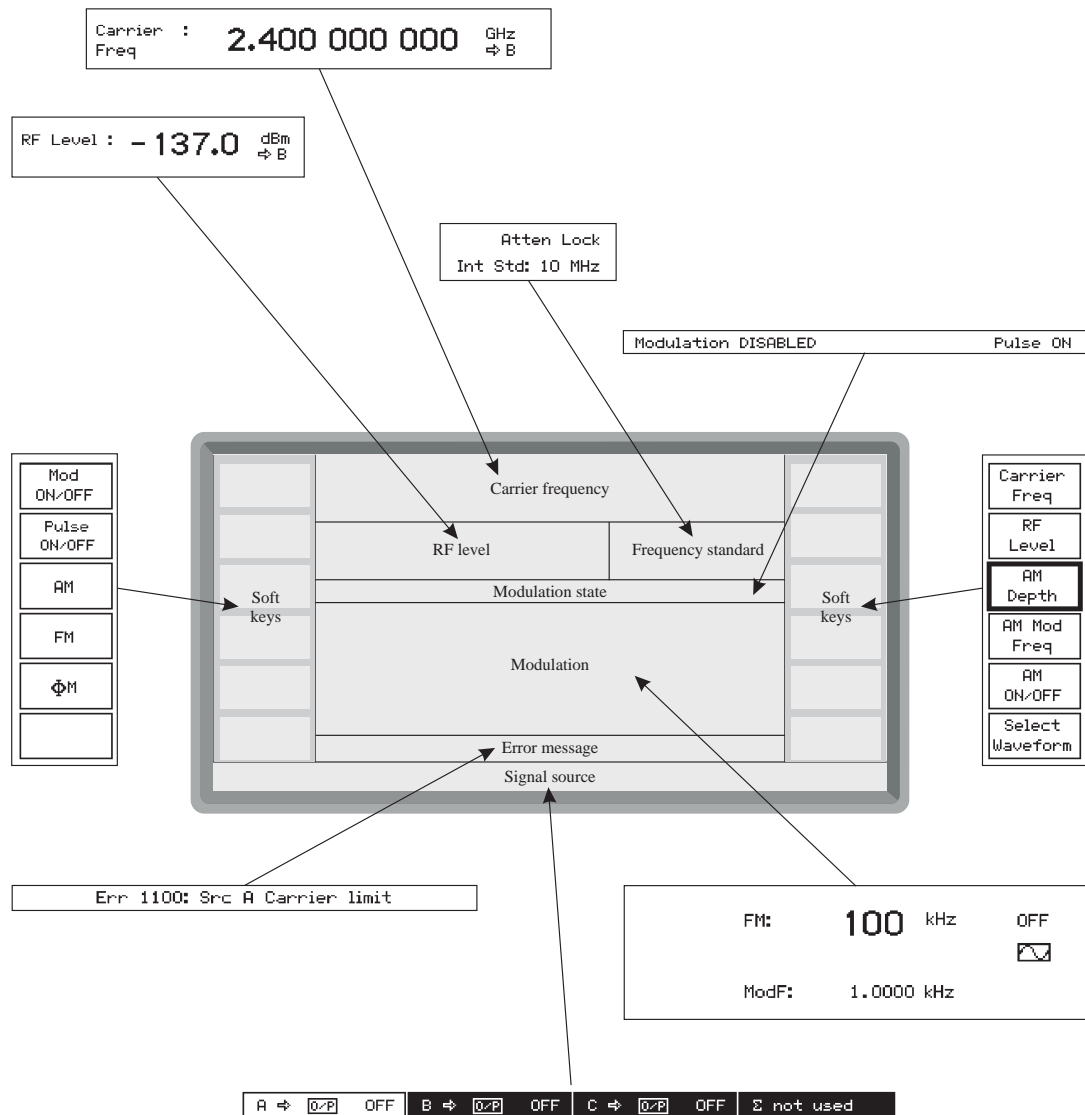 Carrier : 2.400 000 000 GHz
Freq ⇨ B
RF Level : -137.0 dBm
⇨ B
Atten Lock
Int Std: 10 MHz
Modulation DISABLED Pulse ON
Mod
ON/OFF
Pulse
ON/OFF
AM
FM
ΦM
Carrier frequency
RF level
Frequency standard
Modulation state
Soft
keys
Modulation
Soft
keys
Error message
Signal source
Carrier
Freq
RF
Level
AM
Depth
AM Mod
Freq
AM
ON/OFF
Select
Waveform
Err 1100: Src A Carrier limit
FM: 100 kHz OFF
ModF: 1.0000 kHz
A ⇨ O/P OFF B ⇨ O/P OFF C ⇨ O/P OFF Σ not used